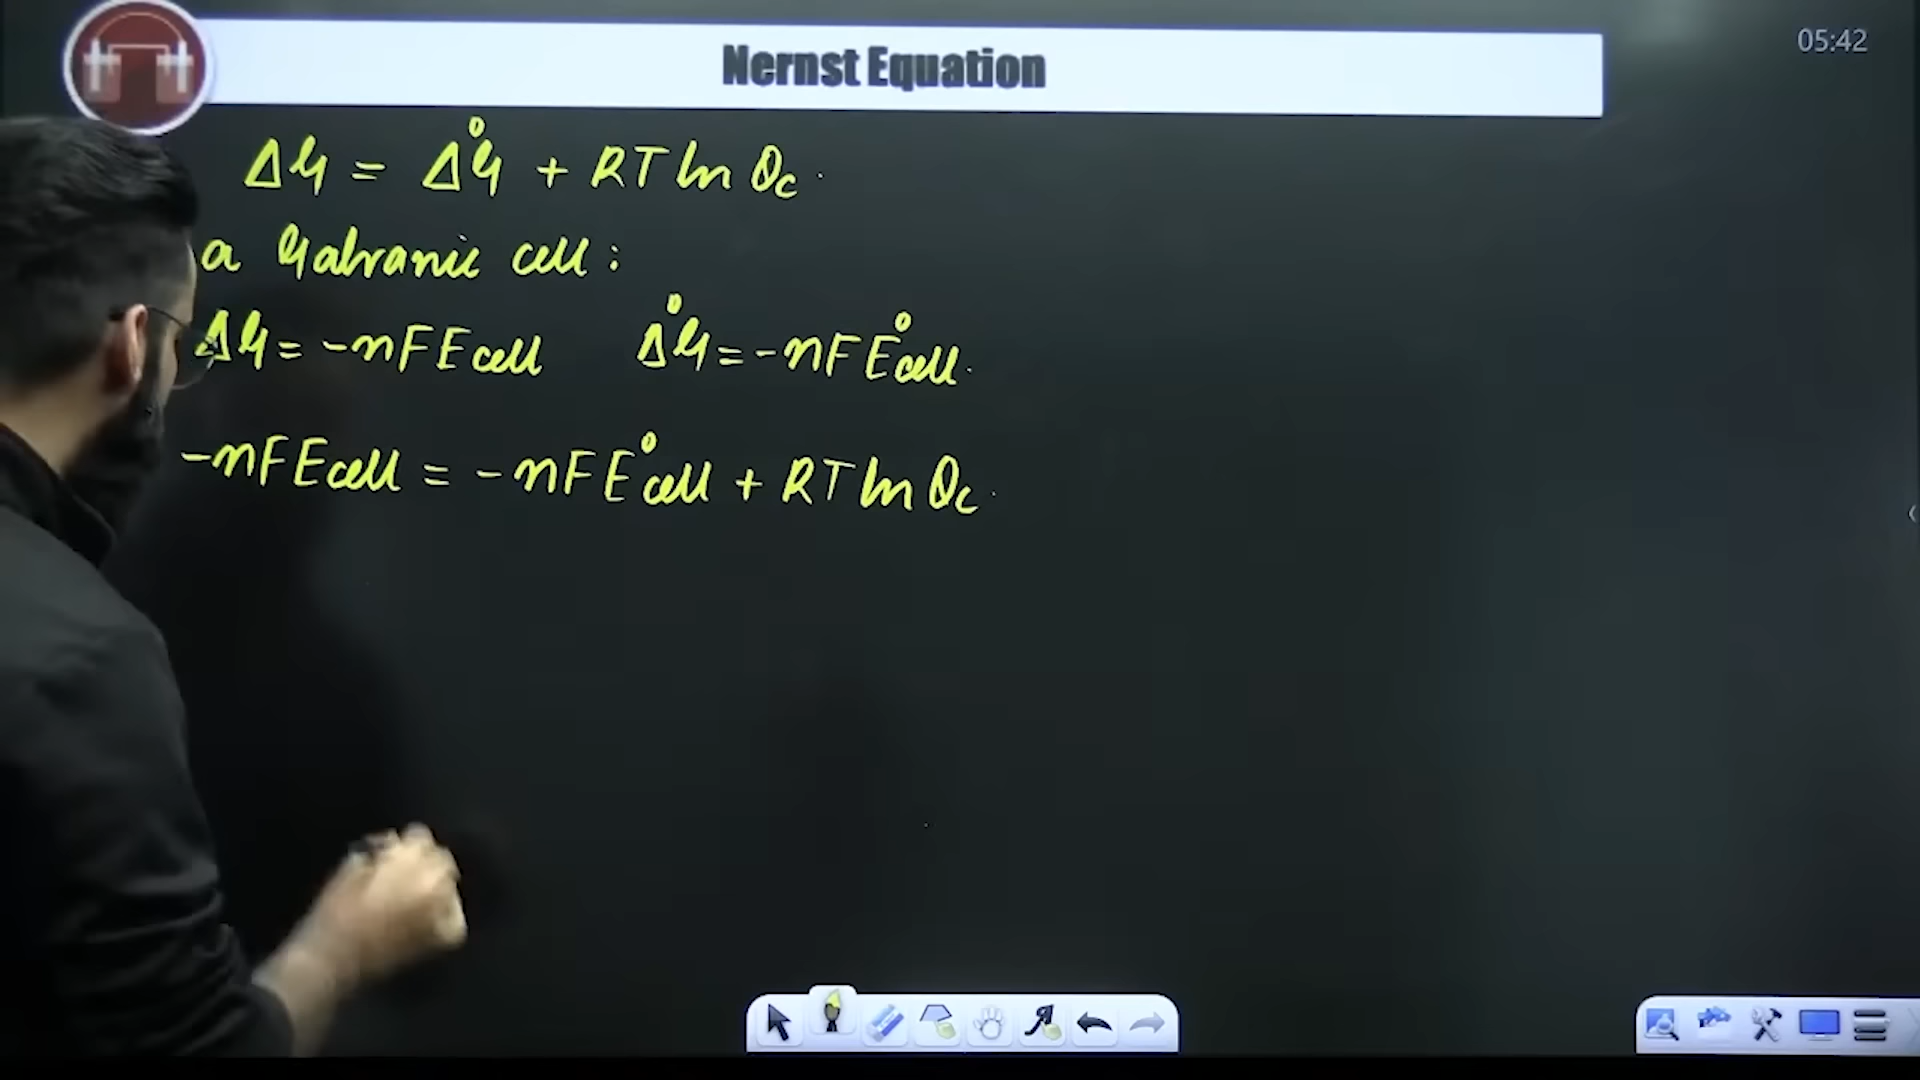 Nernst Equation
05:42
ΔG = ΔG° + RT ln Qc.
a Galvanic cell :
ΔG = -nFEcell ΔG° = -nFE°cell.
-nFEcell = -nFE°cell + RT ln Qc.